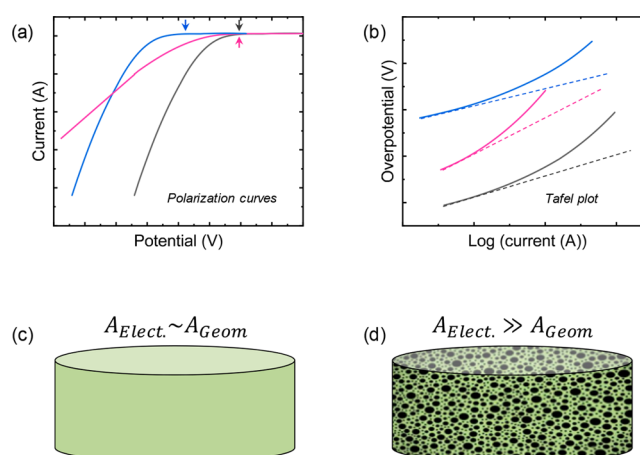 (a)
Current (A)
Polarization curves
Potential (V)
(b)
Overpotential (V)
Tafel plot
Log (current (A))
(c)
A_Elect.~A_Geom
(d)
A_Elect. ≫ A_Geom